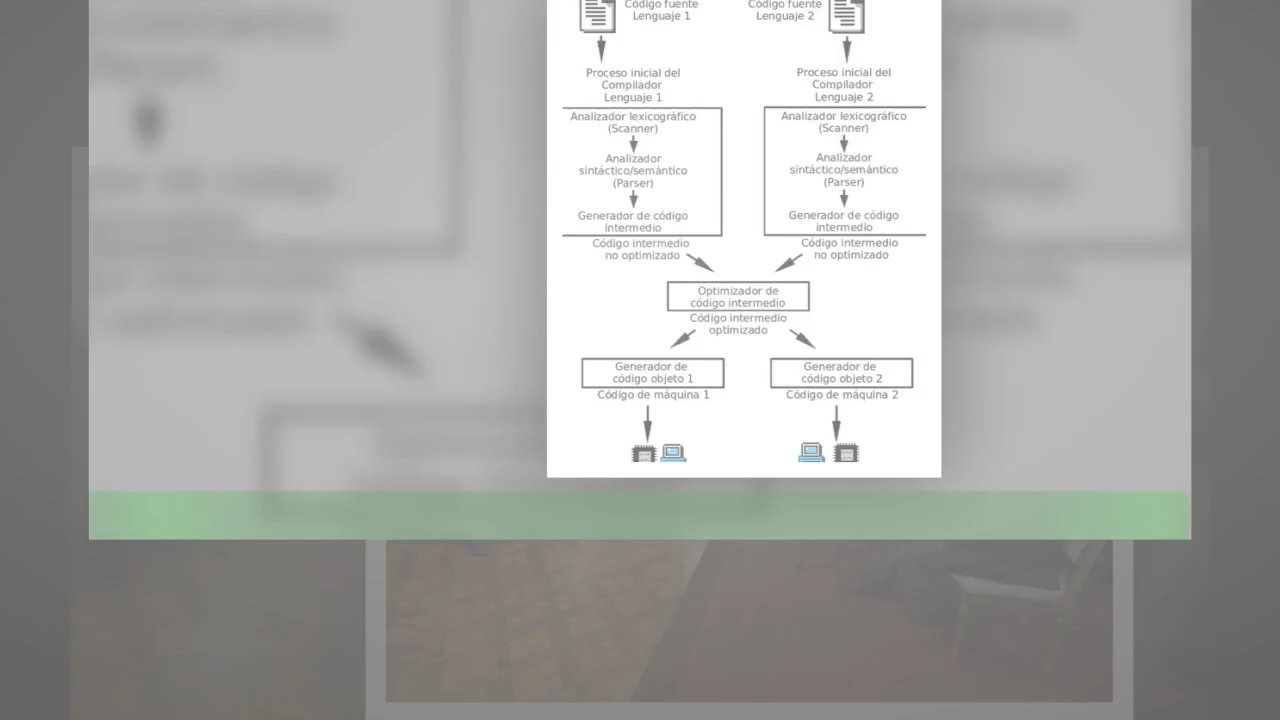 Código fuente
Lenguaje 1
Código fuente
Lenguaje 2
Proceso inicial del
Compilador
Lenguaje 1
Proceso inicial del
Compilador
Lenguaje 2
Analizador lexicográfico
(Scanner)
Analizador
sintáctico/semántico
(Parser)
Generador de código
intermedio
Analizador lexicográfico
(Scanner)
Analizador
sintáctico/semántico
(Parser)
Generador de código
intermedio
Código intermedio
no optimizado
Código intermedio
no optimizado
Optimizador de
código intermedio
Código intermedio
optimizado
Generador de
código objeto 1
Generador de
código objeto 2
Código de máquina 1
Código de máquina 2